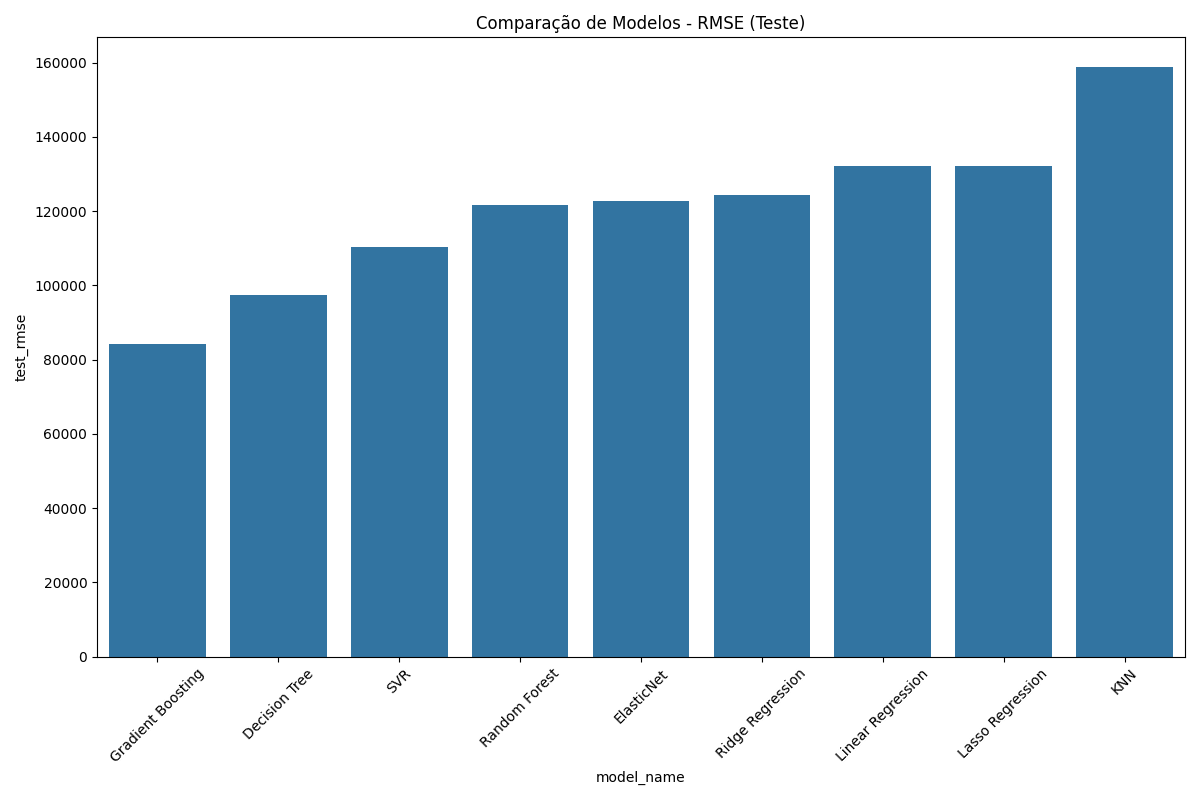 Comparação de Modelos - RMSE (Teste)
test_rmse
160000
140000
120000
100000
80000
60000
40000
20000
0
Gradient Boosting
Decision Tree
SVR
Random Forest
ElasticNet
Ridge Regression
Linear Regression
Lasso Regression
KNN
model_name